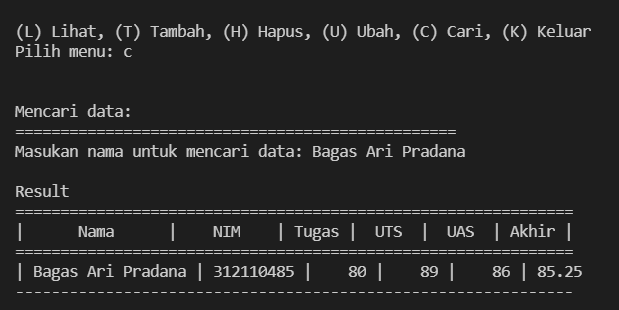 (L) Lihat, (T) Tambah, (H) Hapus, (U) Ubah, (C) Cari, (K) Keluar
Pilih menu: c
Mencari data:
=================================================
Masukan nama untuk mencari data: Bagas Ari Pradana
Result
==============================================================
|      Nama      |    NIM    | Tugas |  UTS  |  UAS  | Akhir |
==============================================================
| Bagas Ari Pradana | 312110485 |    80 |    89 |    86 | 85.25
--------------------------------------------------------------